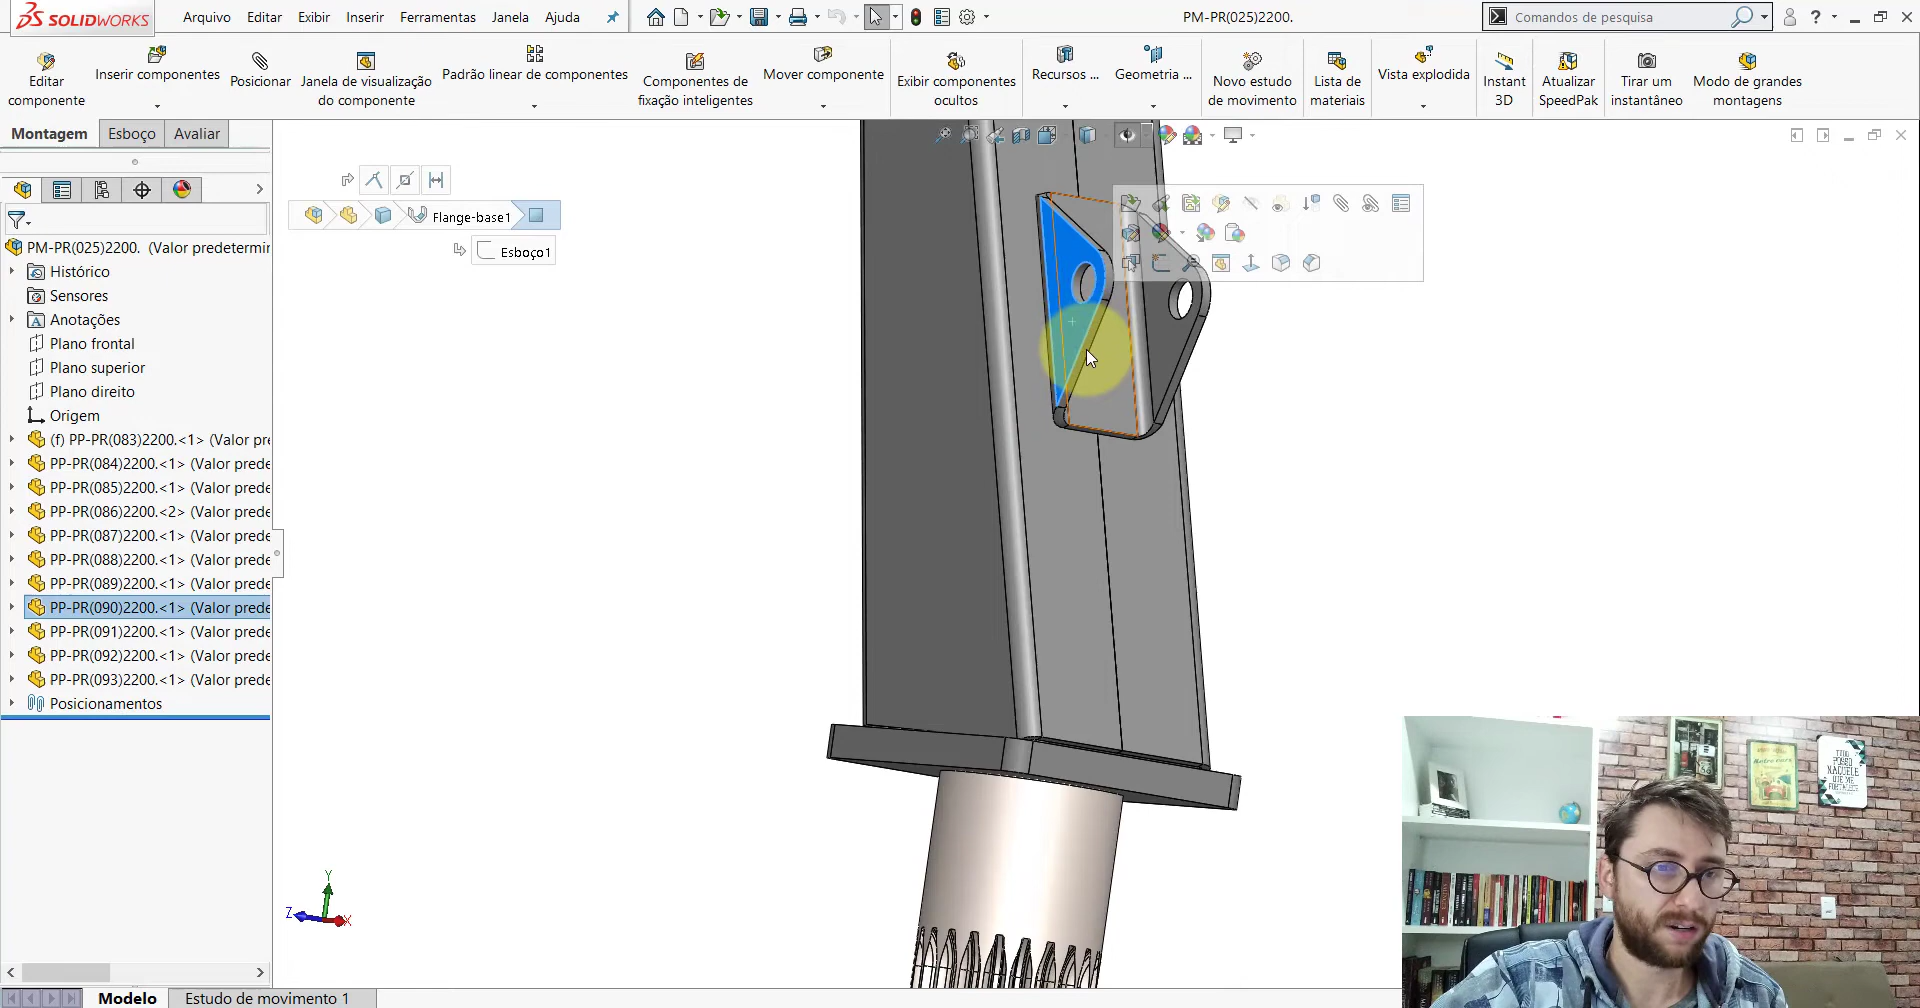 SOLIDWORKS
Arquivo Editar Exibir Inserir Ferramentas Janela Ajuda
PM-PR(025)2200.
Comandos de pesquisa
Editar componente
Inserir componentes
Posicionar
Janela de visualização do componente
Padrão linear de componentes
Componentes de fixação inteligentes
Mover componente
Exibir componentes ocultos
Recursos ...
Geometria ...
Novo estudo de movimento
Lista de materiais
Vista explodida
Instant 3D
Atualizar SpeedPak
Tirar um instantâneo
Modo de grandes montagens
Montagem Esboço Avaliar
Flange-base1
Esboço1
PM-PR(025)2200. (Valor predetermir
Histórico
Sensores
Anotações
Plano frontal
Plano superior
Plano direito
Origem
(f) PP-PR(083)2200.<1> (Valor pre
PP-PR(084)2200.<1> (Valor prede
PP-PR(085)2200.<1> (Valor prede
PP-PR(086)2200.<2> (Valor prede
PP-PR(087)2200.<1> (Valor prede
PP-PR(088)2200.<1> (Valor prede
PP-PR(089)2200.<1> (Valor prede
PP-PR(090)2200.<1> (Valor prede
PP-PR(091)2200.<1> (Valor prede
PP-PR(092)2200.<1> (Valor prede
PP-PR(093)2200.<1> (Valor prede
Posicionamentos
Y
Z
X
TUDO
POSSO
NAQUELE
QUE ME
FORTALECE
Modelo Estudo de movimento 1